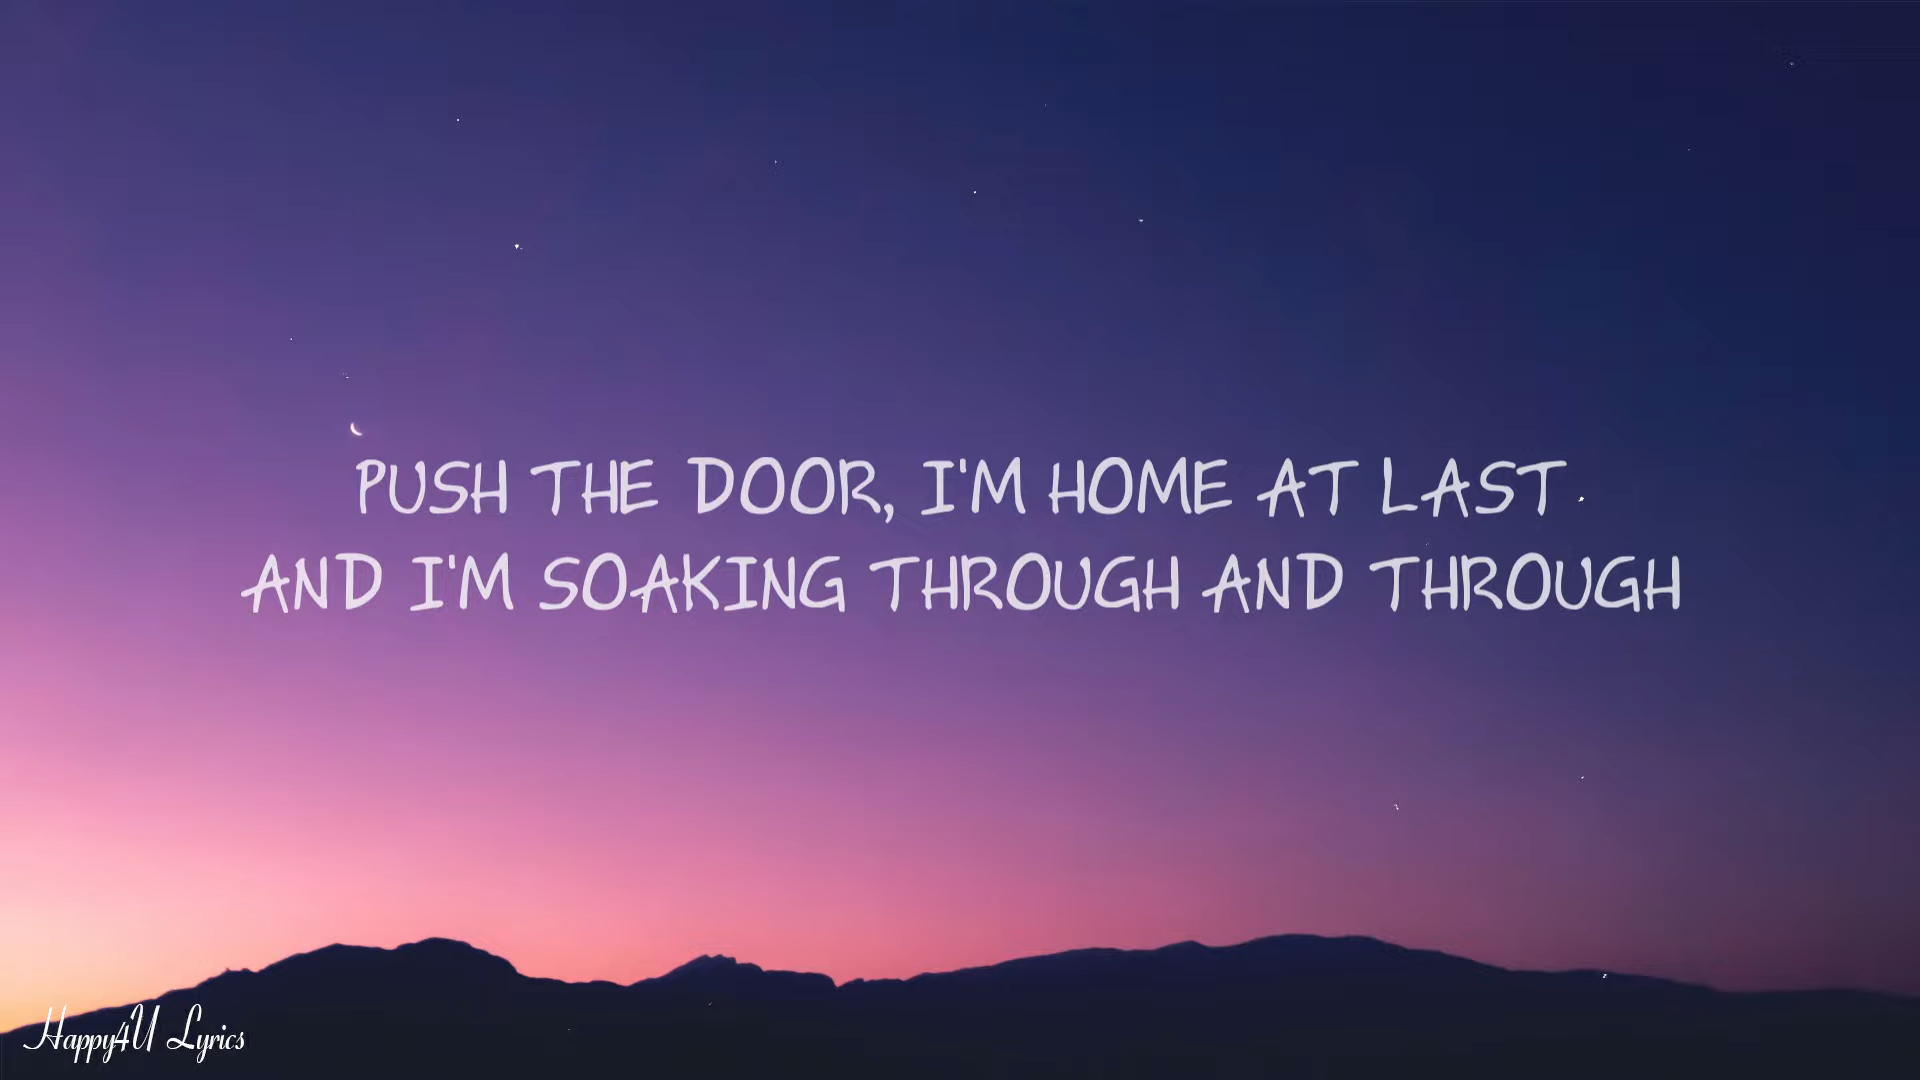 PUSH THE DOOR, I'M HOME AT LAST
AND I'M SOAKING THROUGH AND THROUGH
Happy4U Lyrics